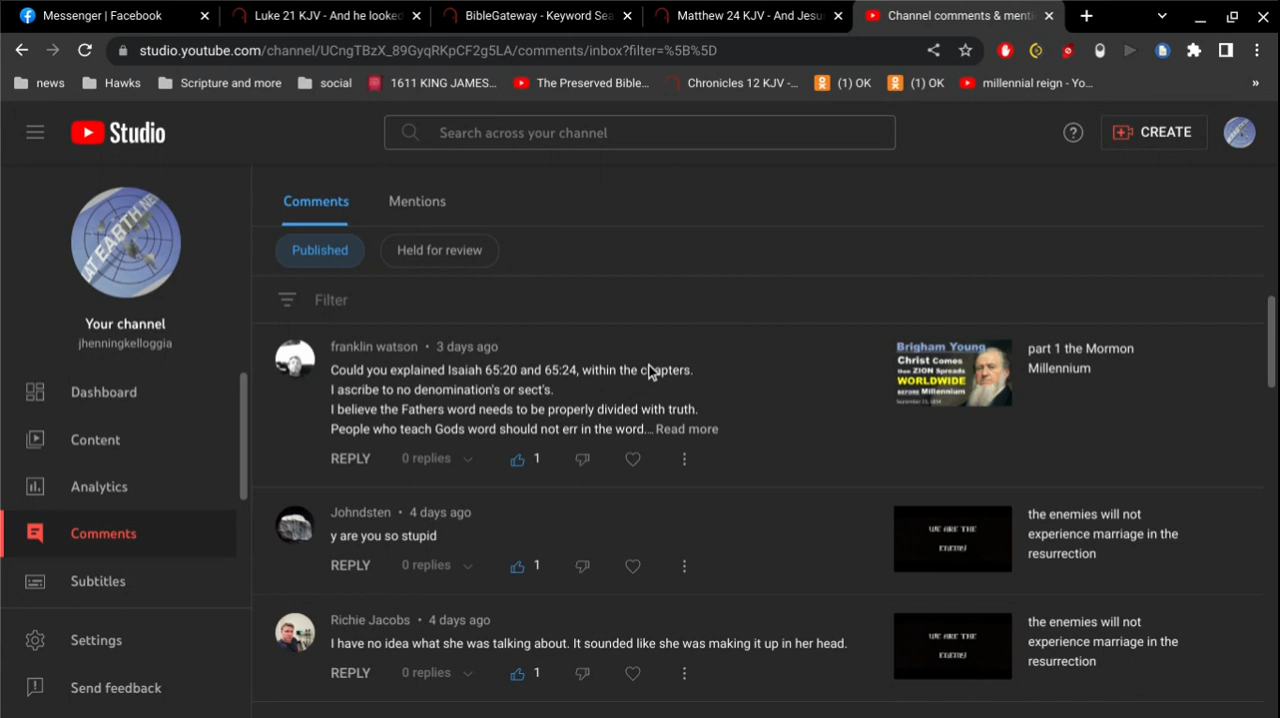 Messenger | Facebook
Luke 21 KJV - And he looked
BibleGateway - Keyword Sea
Matthew 24 KJV - And Jesu
Channel comments & menti
studio.youtube.com/channel/UCngTBzX_89GyqRKpCF2g5LA/comments/inbox?filter=%5B%5D
news
Hawks
Scripture and more
social
1611 KING JAMES...
The Preserved Bible...
Chronicles 12 KJV -...
(1) OK
(1) OK
millennial reign - Yo...
»
Studio
Search across your channel
CREATE
Your channel
jhenningkelloggia
Dashboard
Content
Analytics
Comments
Subtitles
Settings
Send feedback
Comments
Mentions
Published
Held for review
Filter
franklin watson • 3 days ago
Could you explained Isaiah 65:20 and 65:24, within the chapters.
I ascribe to no denomination's or sect's.
I believe the Fathers word needs to be properly divided with truth.
People who teach Gods word should not err in the word... Read more
REPLY 0 replies 1
Brigham Young
Christ Comes
then ZION Spreads
WORLDWIDE
part 1 the Mormon
Millennium
Johndsten • 4 days ago
y are you so stupid
REPLY 0 replies 1
WE ARE THE
ENEMY
the enemies will not
experience marriage in the
resurrection
Richie Jacobs • 4 days ago
I have no idea what she was talking about. It sounded like she was making it up in her head.
REPLY 0 replies 1
WE ARE THE
ENEMY
the enemies will not
experience marriage in the
resurrection